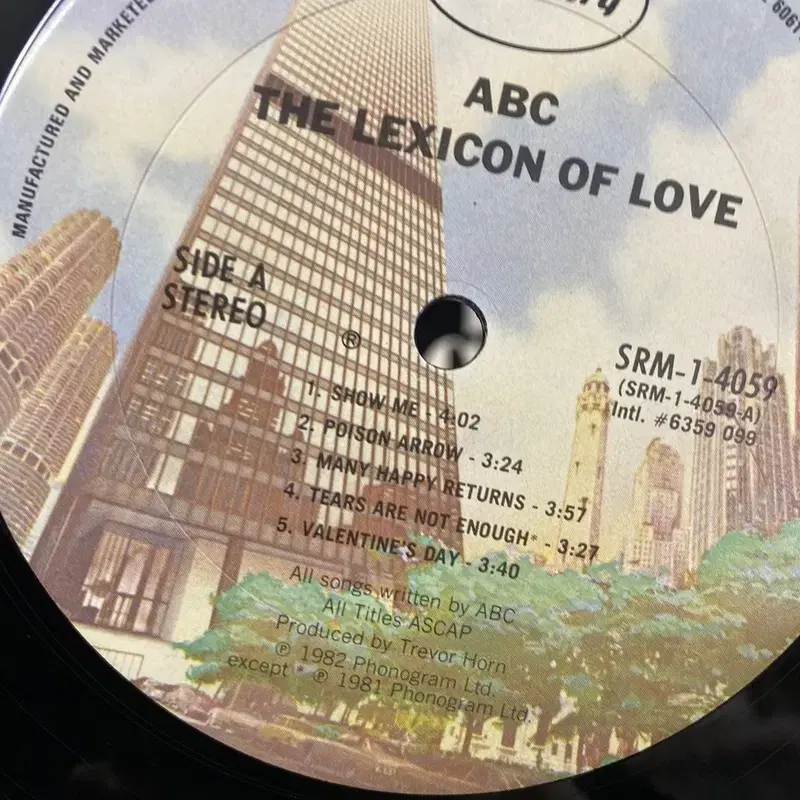 MANUFACTURED AND MARKETED
ABC
THE LEXICON OF LOVE
SIDE A
STEREO
®
SRM-1-4059
(SRM-1-4059-A)
Intl. #6359 099
1. SHOW ME - 4:02
2. POISON ARROW - 3:24
3. MANY HAPPY RETURNS - 3:57
4. TEARS ARE NOT ENOUGH* - 3:27
5. VALENTINE'S DAY - 3:40
All songs written by ABC
All Titles ASCAP
Produced by Trevor Horn
℗ 1982 Phonogram Ltd.
except * ℗ 1981 Phonogram Ltd.